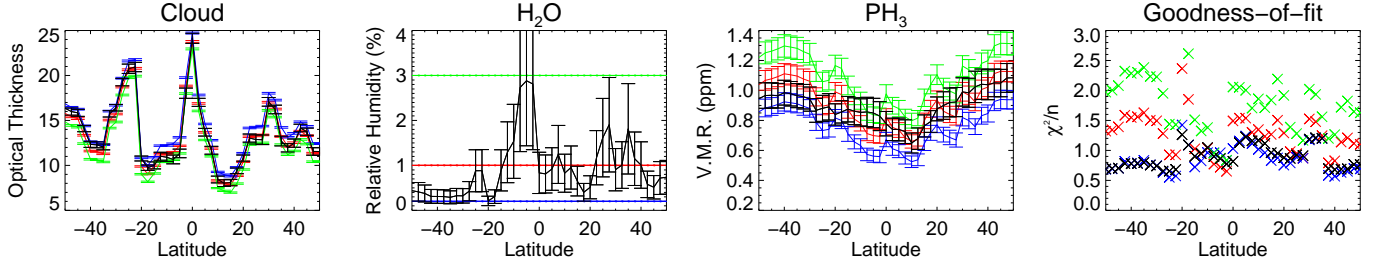 Cloud
25
20
15
10
5
Optical Thickness
−40 −20 0 20 40
Latitude
H₂O
4
3
2
1
0
Relative Humidity (%)
−40 −20 0 20 40
Latitude
PH₃
1.4
1.2
1.0
0.8
0.6
0.4
0.2
V.M.R. (ppm)
−40 −20 0 20 40
Latitude
Goodness−of−fit
3.0
2.5
2.0
1.5
1.0
0.5
0.0
χ²/n
−40 −20 0 20 40
Latitude